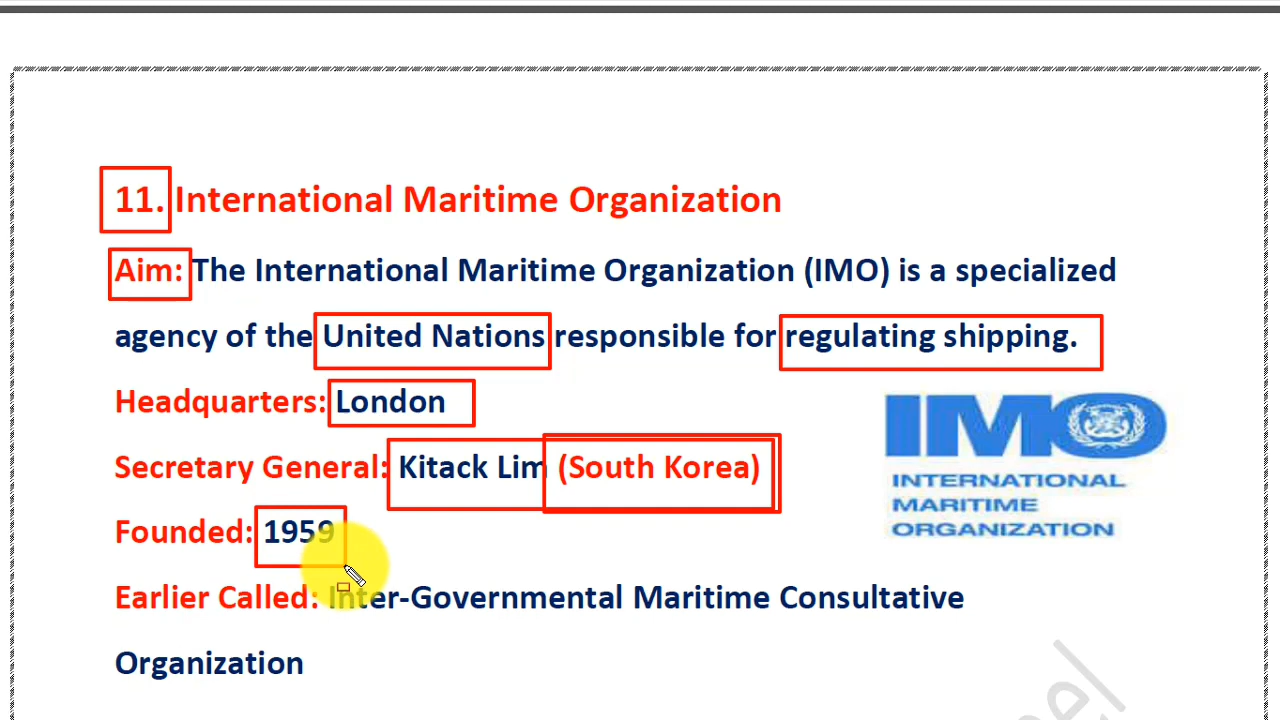 11. International Maritime Organization
Aim: The International Maritime Organization (IMO) is a specialized
agency of the United Nations responsible for regulating shipping.
Headquarters: London
Secretary General: Kitack Lim (South Korea)
Founded: 1959
Earlier Called: Inter-Governmental Maritime Consultative
Organization
IMO
INTERNATIONAL
MARITIME
ORGANIZATION